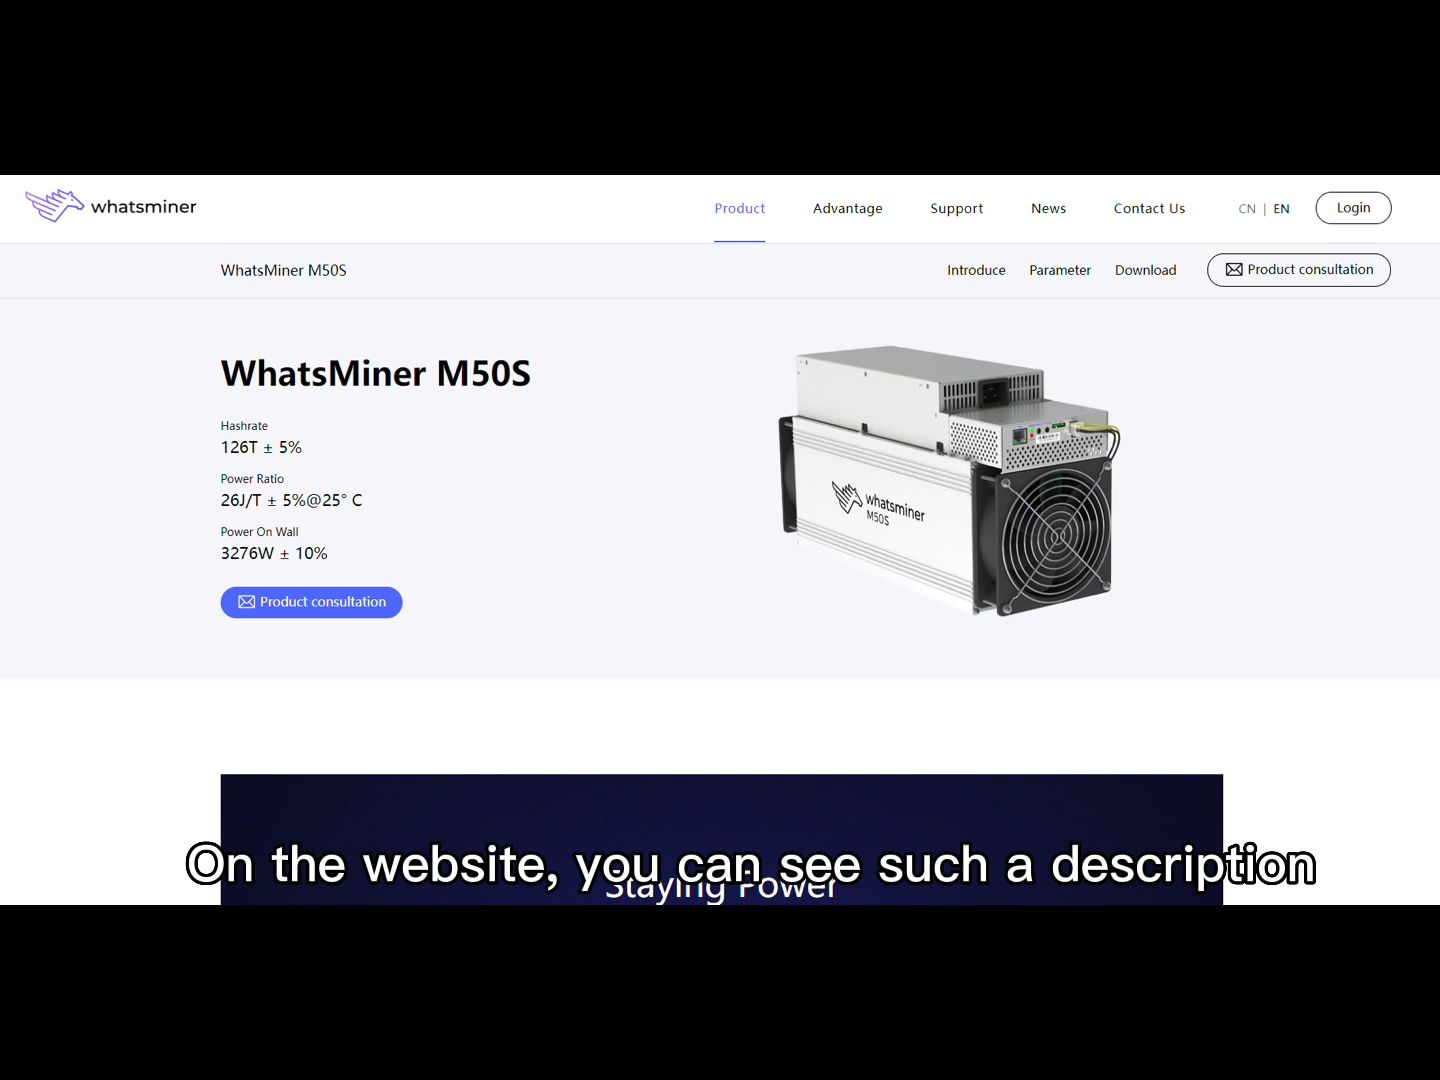 whatsminer
Product
Advantage
Support
News
Contact Us
CN | EN
Login
WhatsMiner M50S
Introduce
Parameter
Download
Product consultation
WhatsMiner M50S
Hashrate
126T ± 5%
Power Ratio
26J/T ± 5%@25° C
Power On Wall
3276W ± 10%
Product consultation
whatsminer
M50S
Staying Power
On the website, you can see such a description